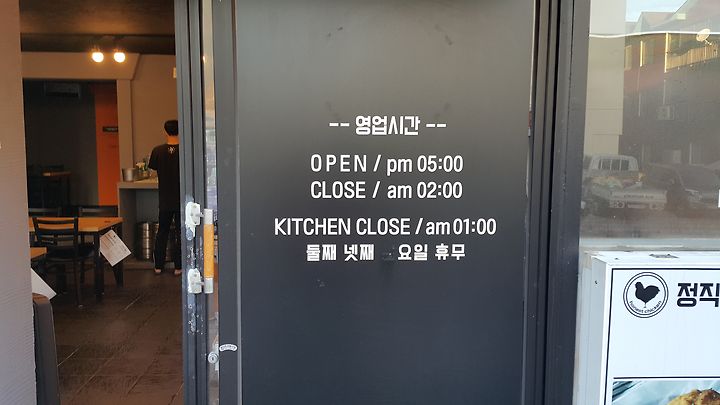 -- 영업시간 --
OPEN / pm 05:00
CLOSE / am 02:00
KITCHEN CLOSE / am 01:00
둘째 넷째 요일 휴무
정직